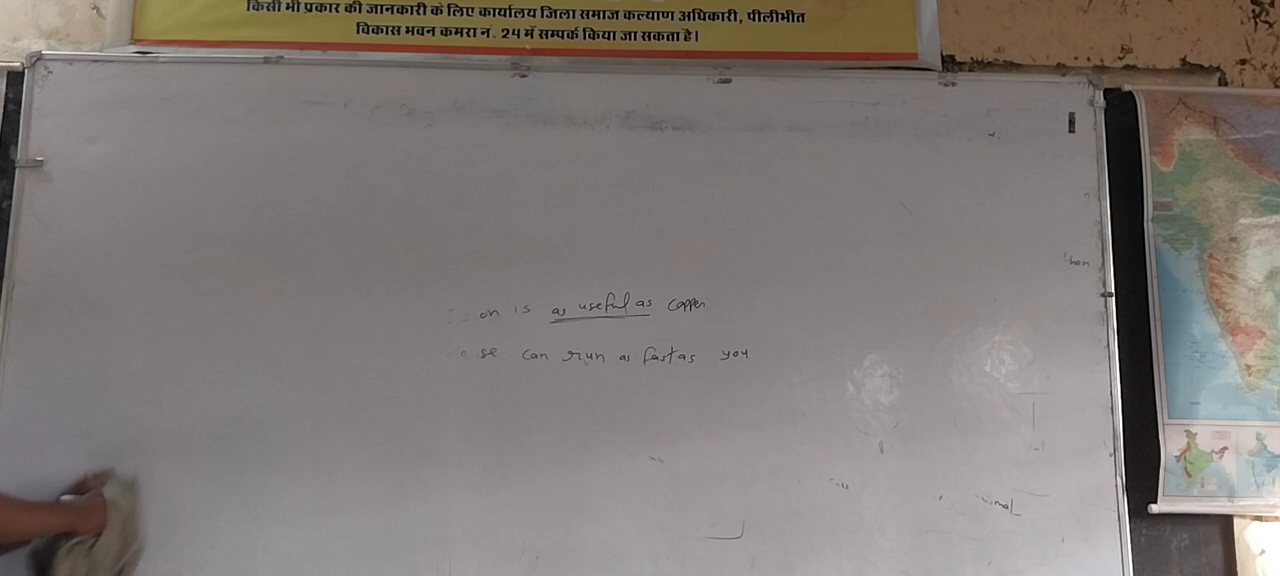 किसी भी प्रकार की जानकारी के लिए कार्यालय जिला समाज कल्याण अधिकारी, पीलीभीत
विकास भवन कमरा नं. 24 में सम्पर्क किया जा सकता है।
on is as useful as copper
se can run as fast as you